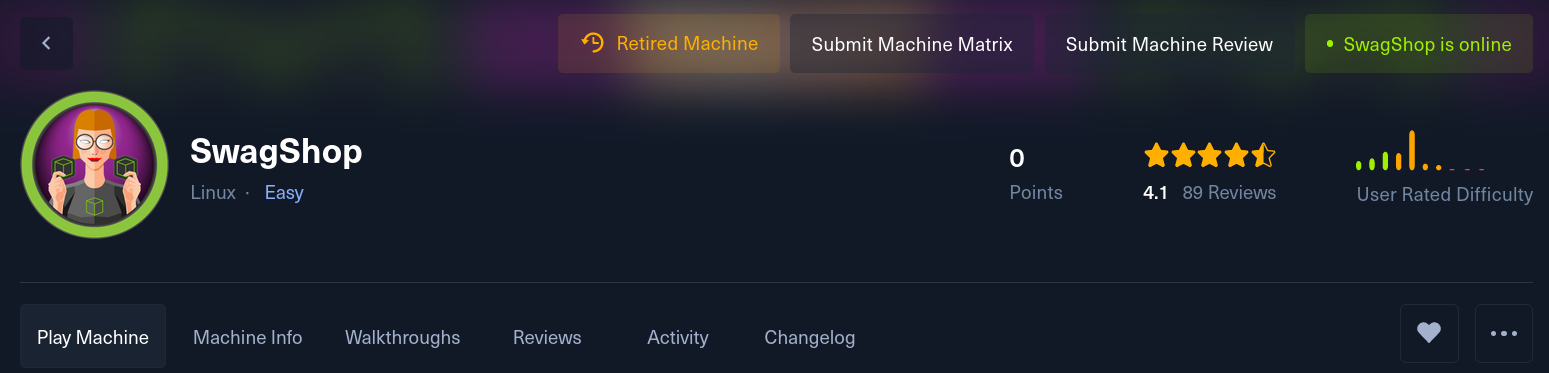 Retired Machine Submit Machine Matrix Submit Machine Review • SwagShop is online
SwagShop
Linux · Easy
0
Points
4.1 89 Reviews
User Rated Difficulty
Play Machine Machine Info Walkthroughs Reviews Activity Changelog